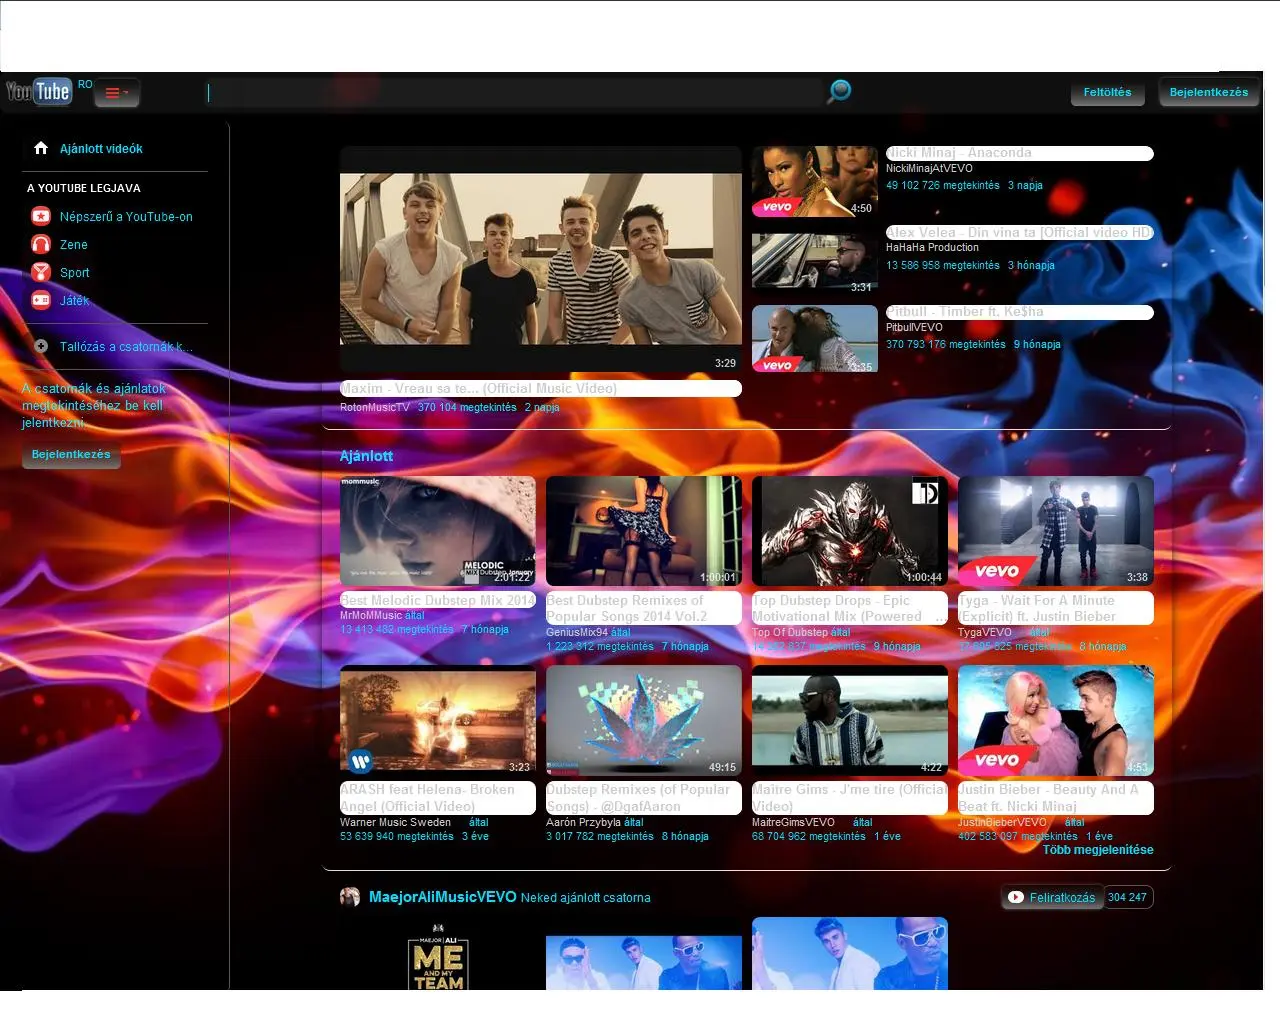 YouTube RO
Feltöltés
Bejelentkezés
Ajánlott videók
A YOUTUBE LEGJAVA
Népszerű a YouTube-on
Zene
Sport
Játék
Tallózás a csatornák k...
A csatornák és ajánlatok
megtekintéséhez be kell
jelentkezni.
Bejelentkezés
3:29
Maxim - Vreau sa te... (Official Music Video)
RotonMusicTV 370 104 megtekintés 2 napja
vevo 4:50
Nicki Minaj - Anaconda
NickiMinajAtVEVO
49 102 726 megtekintés 3 napja
3:31
Alex Velea - Din vina ta [Official video HD]
HaHaHa Production
13 586 958 megtekintés 3 hónapja
vevo 3:35
Pitbull - Timber ft. Ke$ha
PitbullVEVO
370 793 176 megtekintés 9 hónapja
Ajánlott
mommusic
MELODIC
MIX Dubstep January
2:01:22
Best Melodic Dubstep Mix 2014
MrMoMMusic által
13 413 482 megtekintés 7 hónapja
1:00:01
Best Dubstep Remixes of
Popular Songs 2014 Vol.2
GeniusMix94 által
1 223 312 megtekintés 7 hónapja
1:00:44
Top Dubstep Drops - Epic
Motivational Mix (Powered ...
Top Of Dubstep által
837 megtekintés 9 hónapja
vevo 3:38
Tyga - Wait For A Minute
(Explicit) ft. Justin Bieber
TygaVEVO által
825 megtekintés 8 hónapja
3:23
ARASH feat Helena- Broken
Angel (Official Video)
Warner Music Sweden által
53 639 940 megtekintés 3 éve
49:15
Dubstep Remixes (of Popular
Songs) - @DgafAaron
Aarón Przybyla által
3 017 782 megtekintés 8 hónapja
4:22
Maître Gims - J'me tire (Official
Video)
MaitreGimsVEVO által
68 704 962 megtekintés 1 éve
vevo 4:53
Justin Bieber - Beauty And A
Beat ft. Nicki Minaj
JustinBieberVEVO által
402 583 097 megtekintés 1 éve
Több megjelenítése
MaejorAliMusicVEVO Neked ajánlott csatorna
Feliratkozás 304 247
MAEJOR ALI
ME
AND MY
TEAM